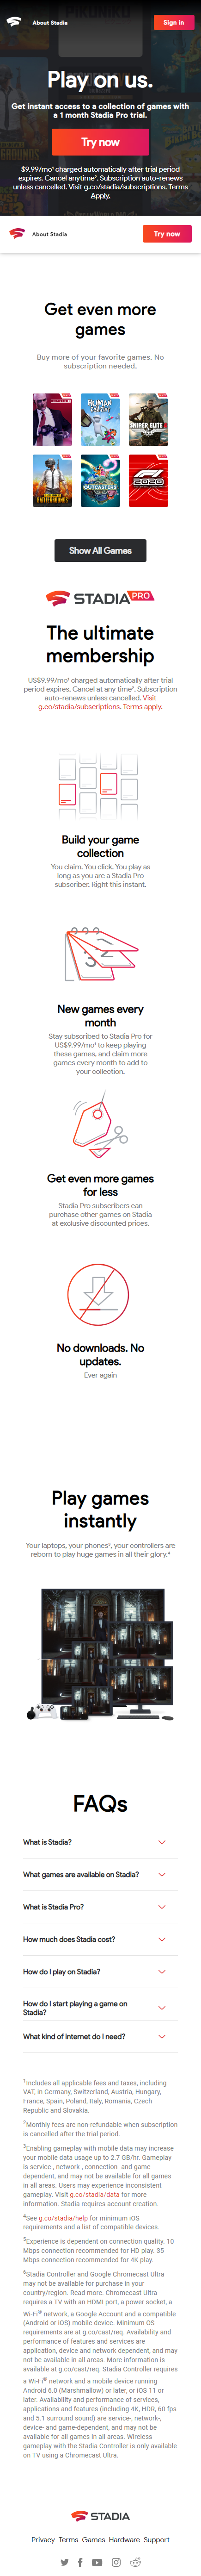 About Stadia
Sign in
Play on us.
Get instant access to a collection of games with
a 1 month Stadia Pro trial.
Try now
$9.99/mo¹ charged automatically after trial period
expires. Cancel anytime². Subscription auto-renews
unless cancelled. Visit g.co/stadia/subscriptions. Terms
Apply.
About Stadia
Try now
Get even more
games
Buy more of your favorite games. No
subscription needed.
HUMAN
SNIPER ELITE
BATTLEGROUNDS
OUTCASTERS
F1
2020
Show All Games
STADIA PRO
The ultimate
membership
US$9.99/mo¹ charged automatically after trial
period expires. Cancel at any time². Subscription
auto-renews unless cancelled. Visit
g.co/stadia/subscriptions. Terms apply.
Build your game
collection
You claim. You click. You play as
long as you are a Stadia Pro
subscriber. Right this instant.
New games every
month
Stay subscribed to Stadia Pro for
US$9.99/mo¹ to keep playing
these games, and claim more
games every month to add to
your collection.
Get even more games
for less
Stadia Pro subscribers can
purchase other games on Stadia
at exclusive discounted prices.
No downloads. No
updates.
Ever again
Play games
instantly
Your laptops, your phones³, your controllers are
reborn to play huge games in all their glory.⁴
FAQs
What is Stadia?
What games are available on Stadia?
What is Stadia Pro?
How much does Stadia cost?
How do I play on Stadia?
How do I start playing a game on
Stadia?
What kind of internet do I need?
¹Includes all applicable fees and taxes, including
VAT, in Germany, Switzerland, Austria, Hungary,
France, Spain, Poland, Italy, Romania, Czech
Republic and Slovakia.
²Monthly fees are non-refundable when subscription
is cancelled after the trial period.
³Enabling gameplay with mobile data may increase
your mobile data usage up to 2.7 GB/hr. Gameplay
is service-, network-, connection- and game-
dependent, and may not be available for all games
in all areas. Users may experience inconsistent
gameplay. Visit g.co/stadia/data for more
information. Stadia requires account creation.
⁴See g.co/stadia/help for minimum iOS
requirements and a list of compatible devices.
⁵Experience is dependent on connection quality. 10
Mbps connection recommended for HD play. 35
Mbps connection recommended for 4K play.
⁶Stadia Controller and Google Chromecast Ultra
may not be available for purchase in your
country/region. Read more. Chromecast Ultra
requires a TV with an HDMI port, a power socket, a
Wi-Fi® network, a Google Account and a compatible
(Android or iOS) mobile device. Minimum OS
requirements are at g.co/cast/req. Availability and
performance of features and services are
application, device and network dependent, and may
not be available in all areas. More information is
available at g.co/cast/req. Stadia Controller requires
a Wi-Fi® network and a mobile device running
Android 6.0 (Marshmallow) or later, or iOS 11 or
later. Availability and performance of services,
applications and features (including 4K, HDR, 60 fps
and 5.1 surround sound) are service-, network-,
device- and game-dependent, and may not be
available for all games in all areas. Wireless
gameplay with the Stadia Controller is only available
on TV using a Chromecast Ultra.
STADIA
Privacy Terms Games Hardware Support